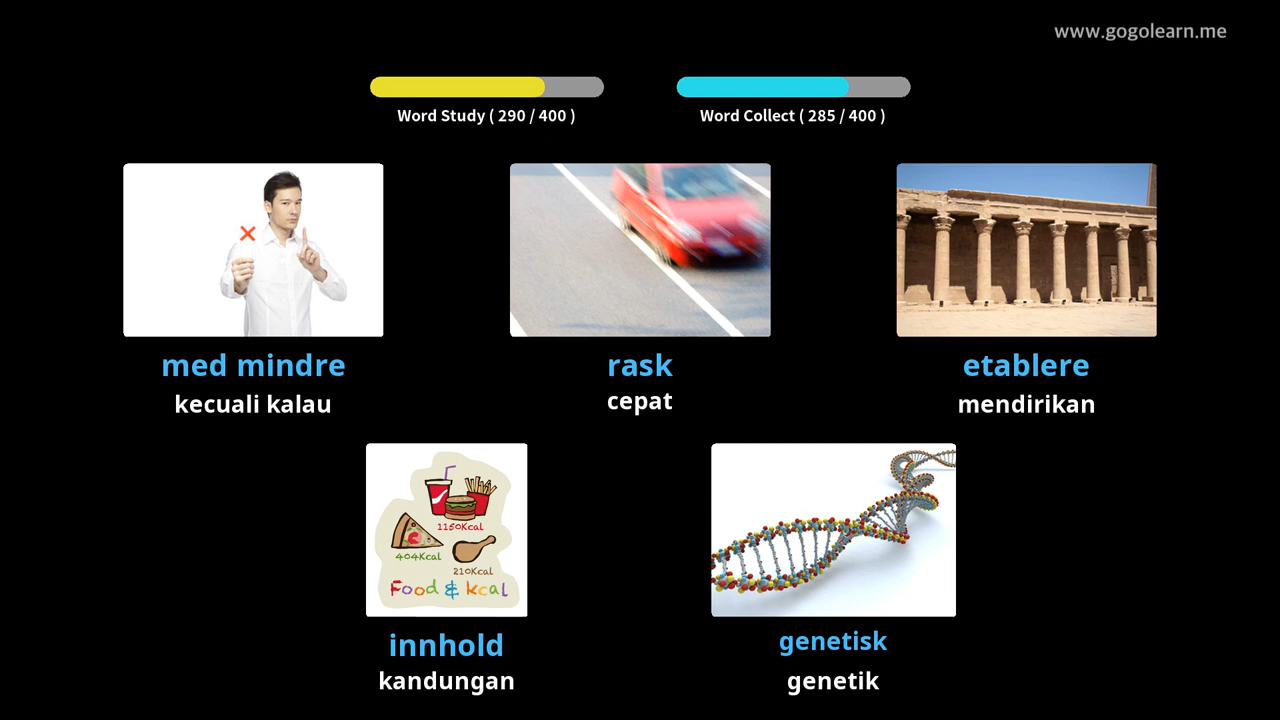 www.gogolearn.me
Word Study ( 290 / 400 )
Word Collect ( 285 / 400 )
med mindre
rask
etablere
kecuali kalau
cepat
mendirikan
1150Kcal
404Kcal
210Kcal
Food & kcal
innhold
genetisk
kandungan
genetik